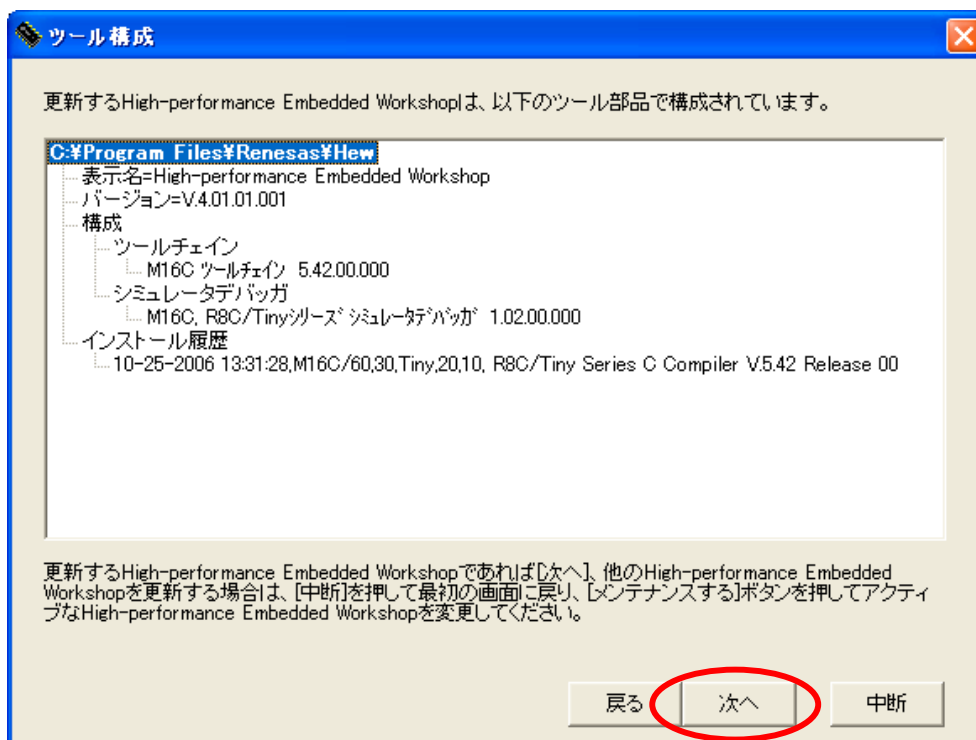 ツール構成
更新するHigh-performance Embedded Workshopは、以下のツール部品で構成されています。
C:¥Program Files¥Renesas¥Hew
表示名=High-performance Embedded Workshop
バージョン=V.4.01.01.001
構成
ツールチェイン
M16C ﾂｰﾙﾁｪｲﾝ 5.42.00.000
シミュレータデバッガ
M16C, R8C/Tinyｼﾘｰｽﾞ ｼﾐｭﾚｰﾀﾃﾞﾊﾞｯｶﾞ 1.02.00.000
インストール履歴
10-25-2006 13:31:28,M16C/60,30,Tiny,20,10, R8C/Tiny Series C Compiler V.5.42 Release 00
更新するHigh-performance Embedded Workshopであれば[次へ]、他のHigh-performance Embedded
Workshopを更新する場合は、[中断]を押して最初の画面に戻り、[メンテナンスする]ボタンを押してアクティ
ブなHigh-performance Embedded Workshopを変更してください。
戻る 次へ 中断